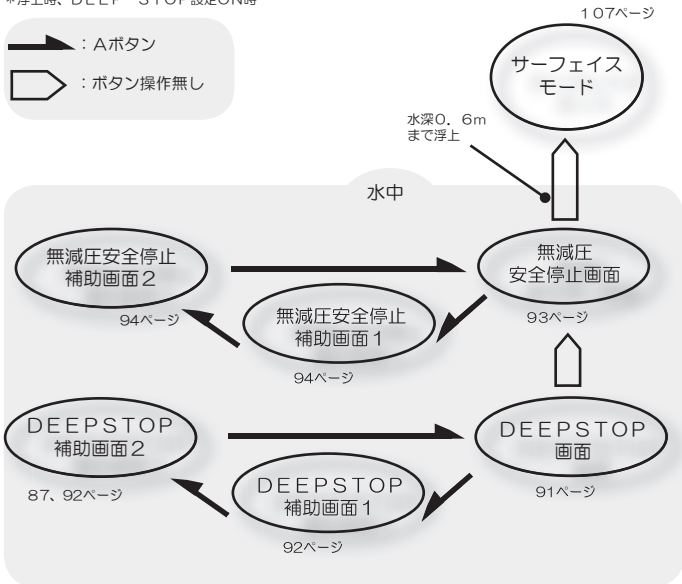 *浮上時、DEEP STOP設定ON時
107ページ
：Aボタン
：ボタン操作無し
サーフェイス
モード
水深0．6m
まで浮上
水中
無減圧安全停止
補助画面2
94ページ
無減圧安全停止
補助画面1
94ページ
無減圧
安全停止画面
93ページ
DEEPSTOP
補助画面2
87、92ページ
DEEPSTOP
補助画面1
92ページ
DEEPSTOP
画面
91ページ